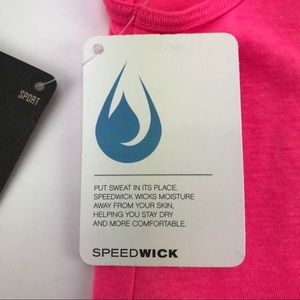 SPORT
PUT SWEAT IN ITS PLACE.
SPEEDWICK WICKS MOISTURE
AWAY FROM YOUR SKIN,
HELPING YOU STAY DRY
AND MORE COMFORTABLE.
SPEEDWICK